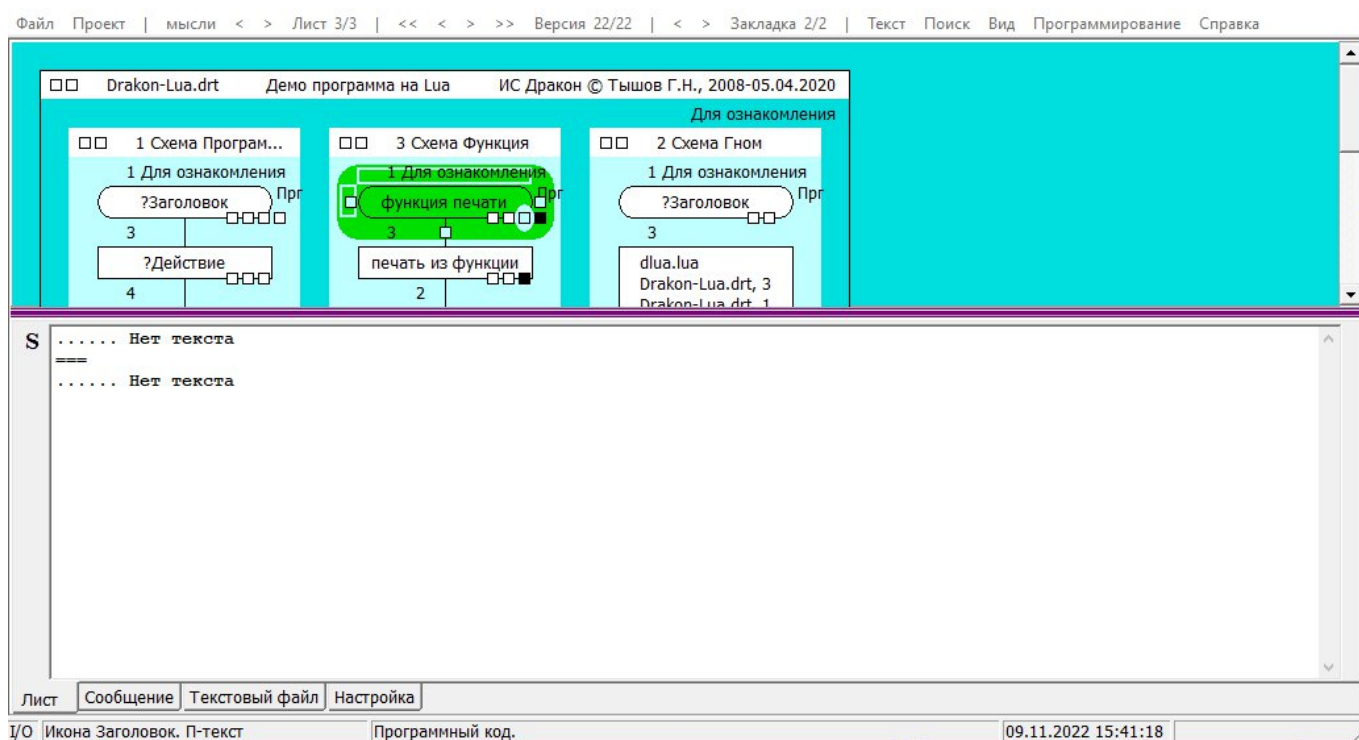 Файл Проект | мысли < > Лист 3/3 | << < > >> Версия 22/22 | < > Закладка 2/2 | Текст Поиск Вид Программирование Справка
Drakon-Lua.drt Демо программа на Lua ИС Дракон © Тышов Г.Н., 2008-05.04.2020
Для ознакомления
1 Схема Програм... 3 Схема Функция 2 Схема Гном
1 Для ознакомления 1 Для ознакомления 1 Для ознакомления
?Заголовок Прг функция печати Прг ?Заголовок Прг
3 3 3
?Действие печать из функции dlua.lua
Drakon-Lua.drt, 3
4 2 Drakon-Lua.drt, 1
S ...... Нет текста
===
...... Нет текста
Лист Сообщение Текстовый файл Настройка
I/O Икона Заголовок. П-текст Программный код. 09.11.2022 15:41:18